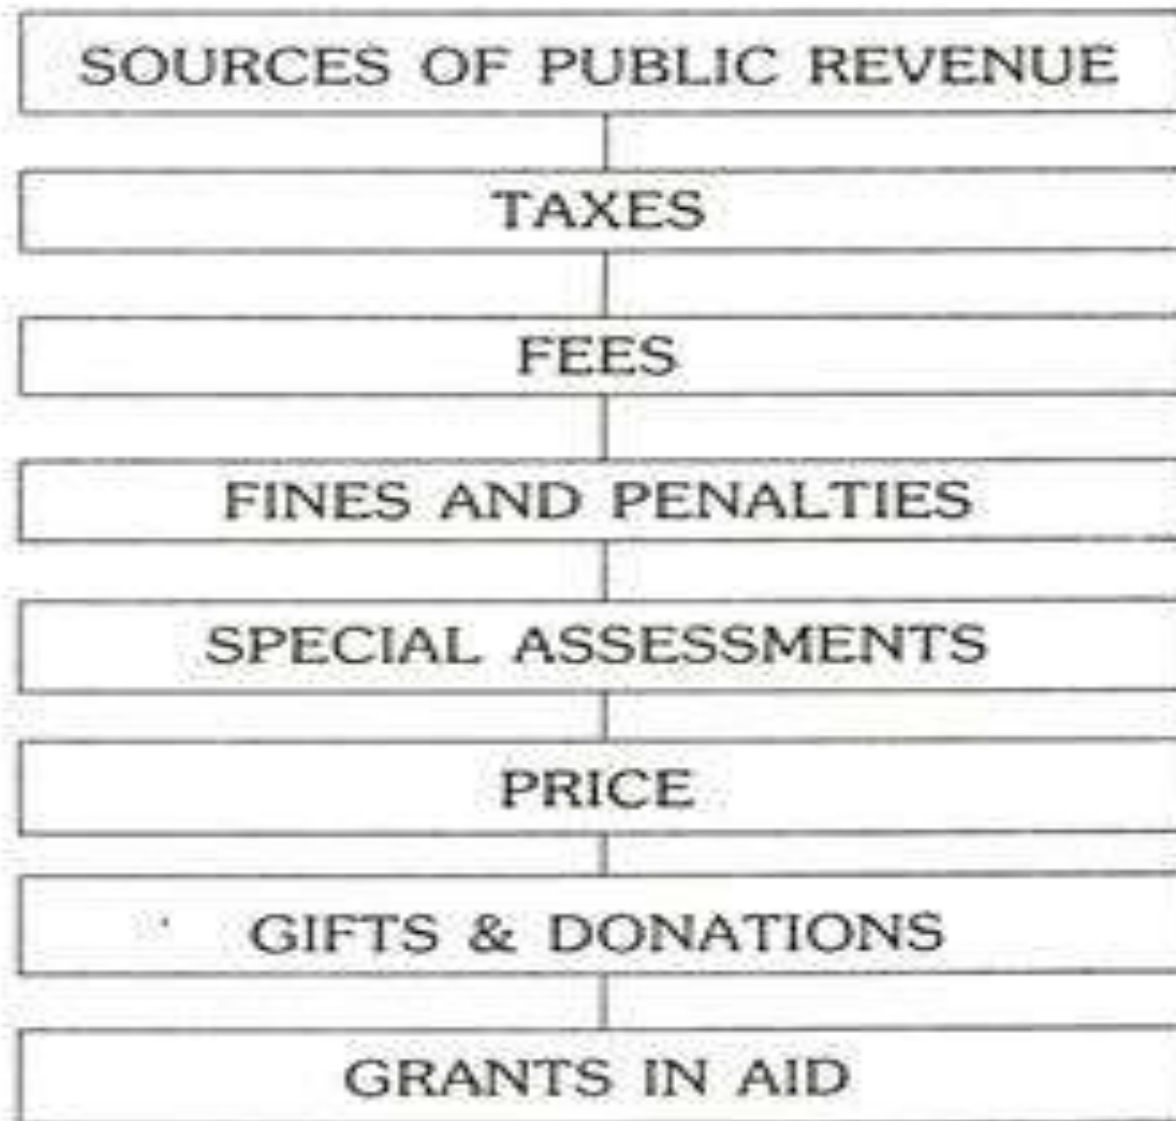 SOURCES OF PUBLIC REVENUE
TAXES
FEES
FINES AND PENALTIES
SPECIAL ASSESSMENTS
PRICE
GIFTS & DONATIONS
GRANTS IN AID